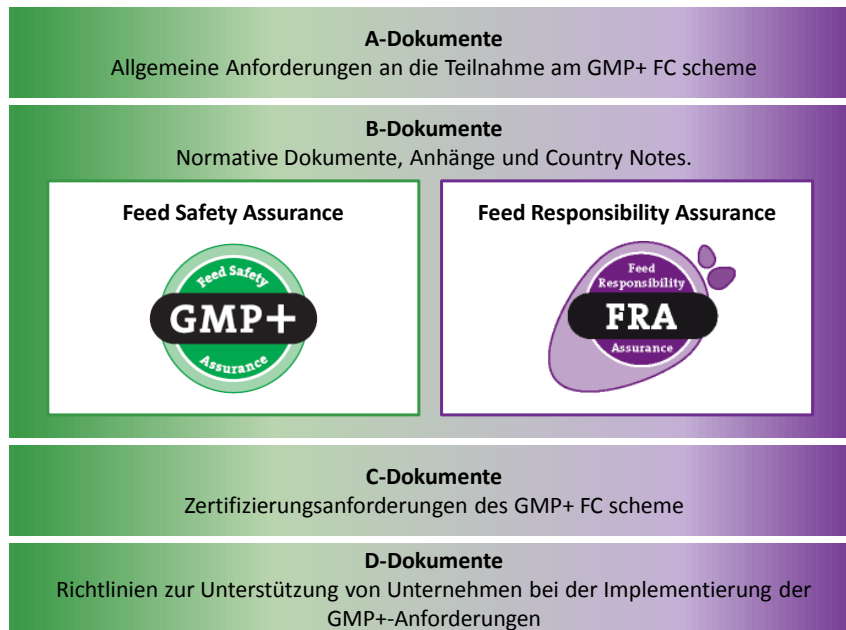 A-Dokumente
Allgemeine Anforderungen an die Teilnahme am GMP+ FC scheme
B-Dokumente
Normative Dokumente, Anhänge und Country Notes.
Feed Safety Assurance
Feed Safety
GMP+
Assurance
Feed Responsibility Assurance
Feed
Responsibility
FRA
Assurance
C-Dokumente
Zertifizierungsanforderungen des GMP+ FC scheme
D-Dokumente
Richtlinien zur Unterstützung von Unternehmen bei der Implementierung der
GMP+-Anforderungen